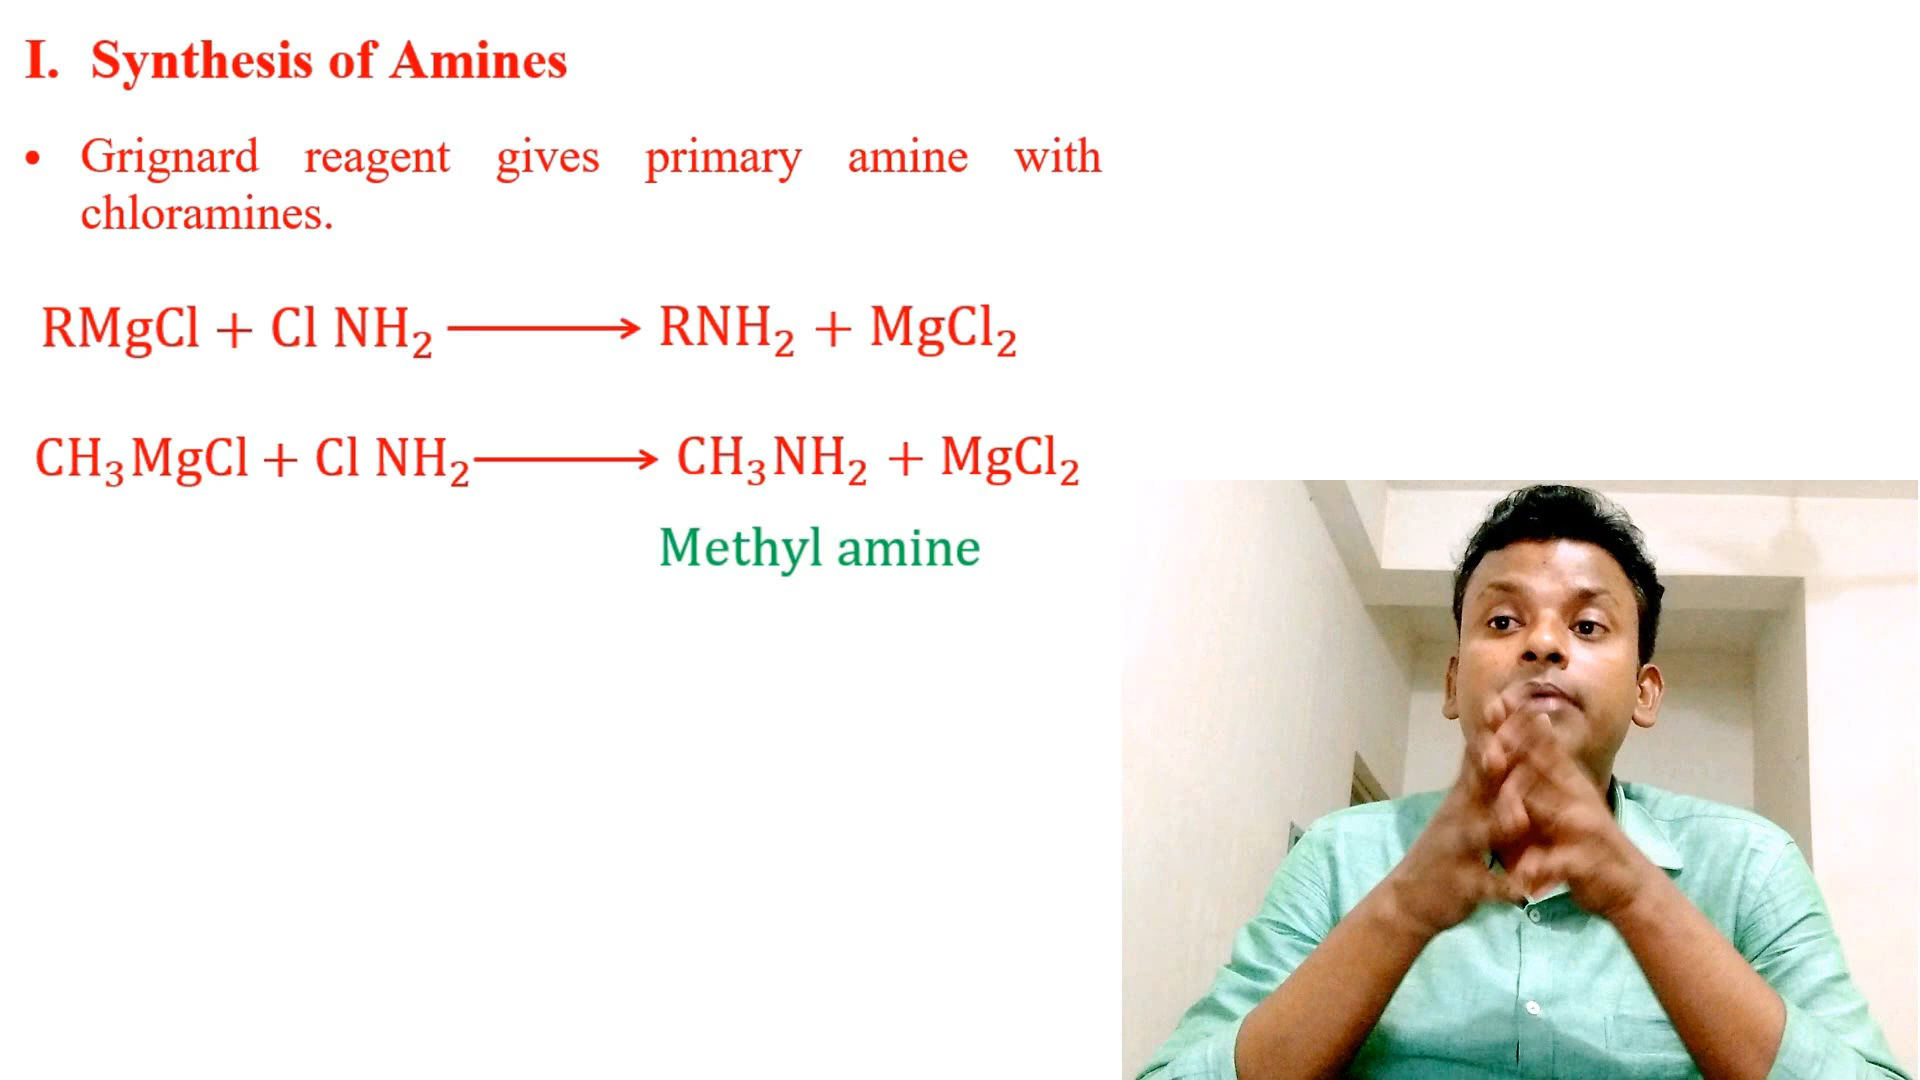 I. Synthesis of Amines
• Grignard reagent gives primary amine with
chloramines.
RMgCl + Cl NH₂ ⟶ RNH₂ + MgCl₂
CH₃MgCl + Cl NH₂ ⟶ CH₃NH₂ + MgCl₂
Methyl amine